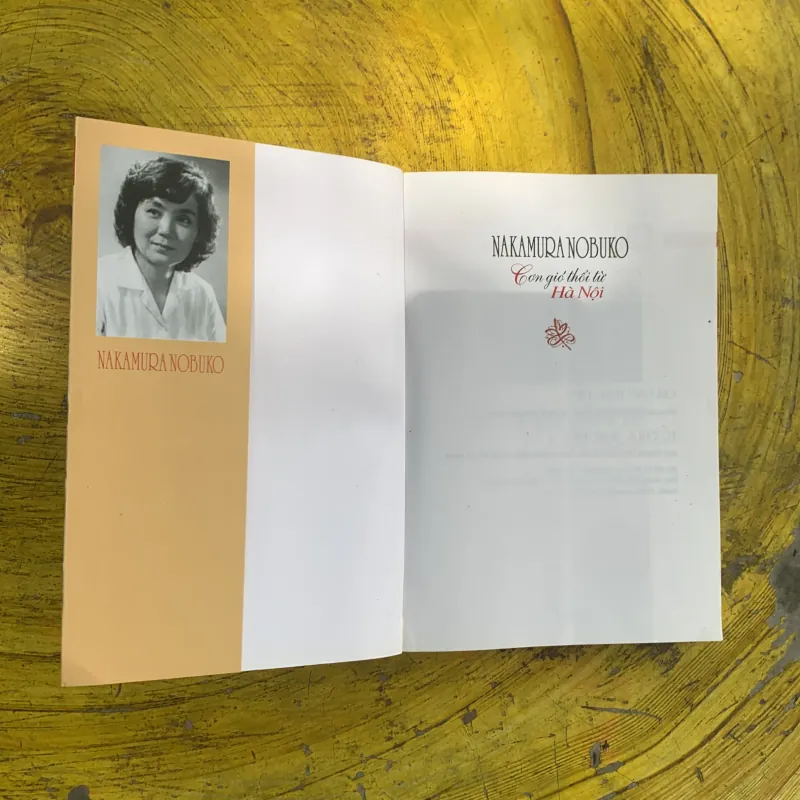 NAKAMURA NOBUKO
NAKAMURA NOBUKO
Cơn gió thổi từ
Hà Nội